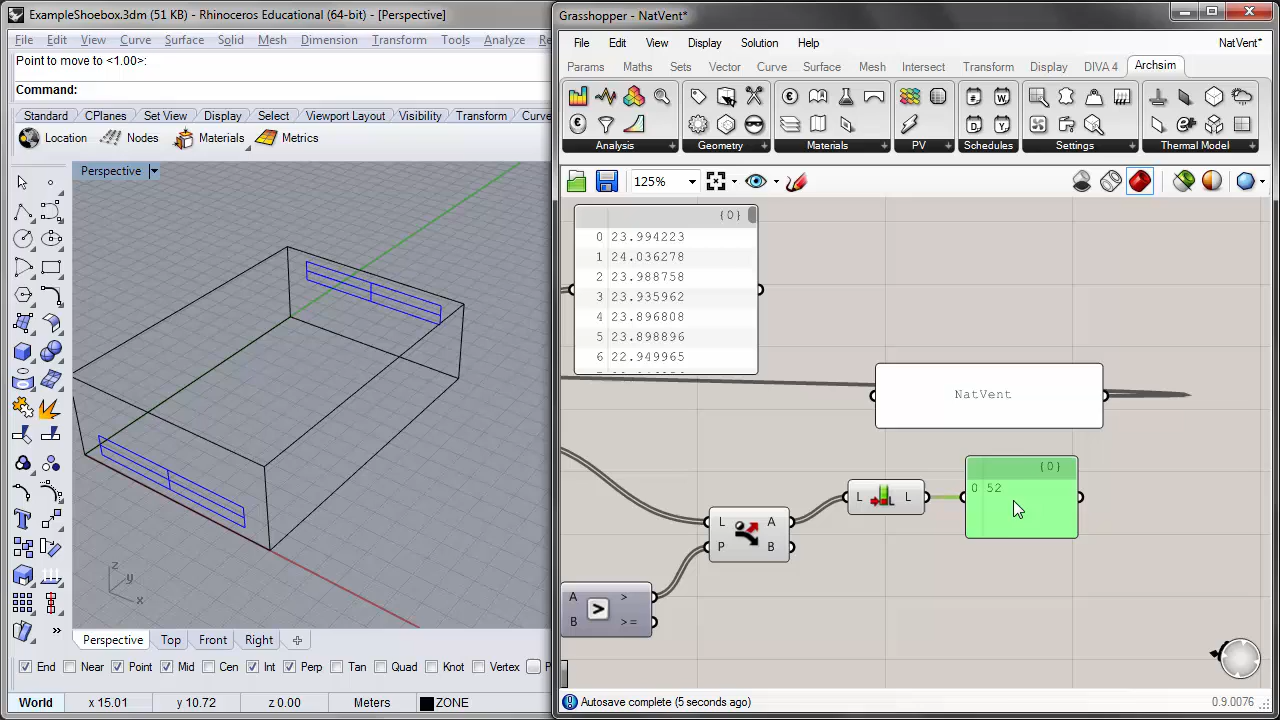 ExampleShoebox.3dm (51 KB) - Rhinoceros Educational (64-bit) - [Perspective]
File Edit View Curve Surface Solid Mesh Dimension Transform Tools Analyze Re
Point to move to <1.00>:
Command:
Standard CPlanes Set View Display Select Viewport Layout Visibility Transform Curve
Location Nodes Materials Metrics
Perspective
z
y
x
Perspective Top Front Right
End Near Point Mid Cen Int Perp Tan Quad Knot Vertex P
World x 15.01 y 10.72 z 0.00 Meters ZONE
Grasshopper - NatVent*
File Edit View Display Solution Help NatVent*
Params Maths Sets Vector Curve Surface Mesh Intersect Transform Display DIVA 4 Archsim
Analysis Geometry Materials PV Schedules Settings Thermal Model
125%
{0}
0 23.994223
1 24.036278
2 23.988758
3 23.935962
4 23.896808
5 23.898896
6 22.949965
NatVent
{0}
0 52
L L
L A
P B
A >
B >=
Autosave complete (5 seconds ago) 0.9.0076